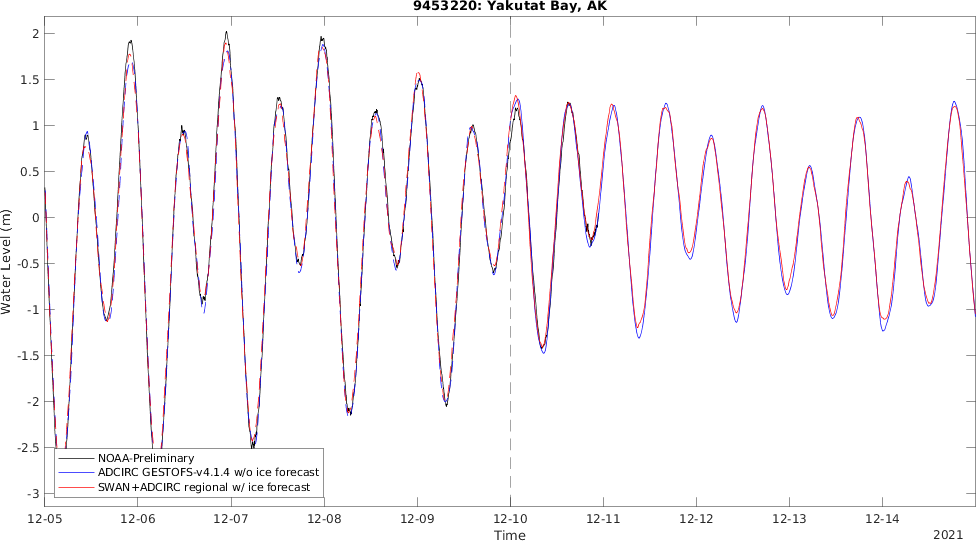 9453220: Yakutat Bay, AK
Water Level (m)
2
1.5
1
0.5
0
-0.5
-1
-1.5
-2
-2.5
-3
NOAA-Preliminary
ADCIRC GESTOFS-v4.1.4 w/o ice forecast
SWAN+ADCIRC regional w/ ice forecast
12-05 12-06 12-07 12-08 12-09 12-10 12-11 12-12 12-13 12-14
Time
2021